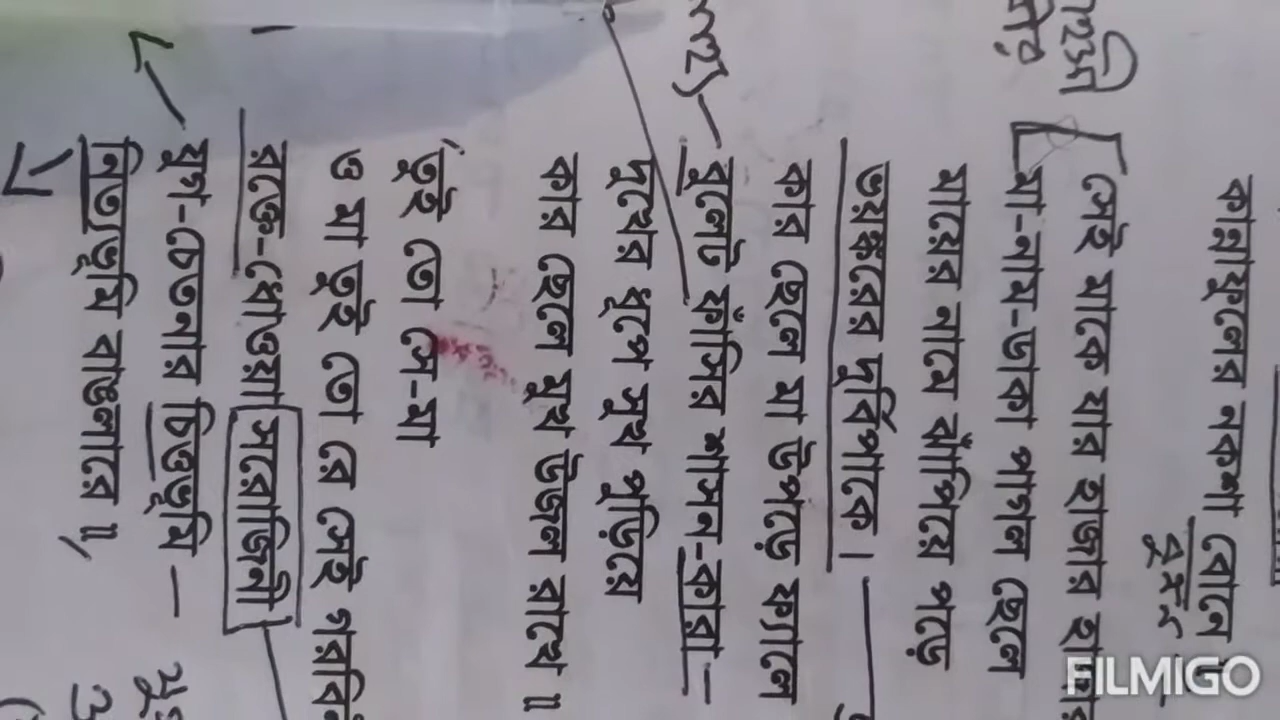 কান্নাফুলের নকশা বোনে ॥
সেই মাকে যার হাজার হাজার
মা-নাম-ডাকা পাগল ছেলে
মায়ের নামে ঝাঁপিয়ে পড়ে
ভয়ঙ্করের দুর্বিপাকে।
কার ছেলে মা উপড়ে ফ্যালে
বুলেট ফাঁসির শাসন-কারা—
দুখের ধুপে সুখ পুড়িয়ে
কার ছেলে মুখ উজল রাখে ॥
তুই তো সে-মা
ও মা তুই তো রে সেই গরবিনী
রক্তে-ধোওয়া সরোজিনী
যুগ-চেতনার চিত্তভূমি—
নিত্যভূমি বাঙলারে ॥
FILMIGO